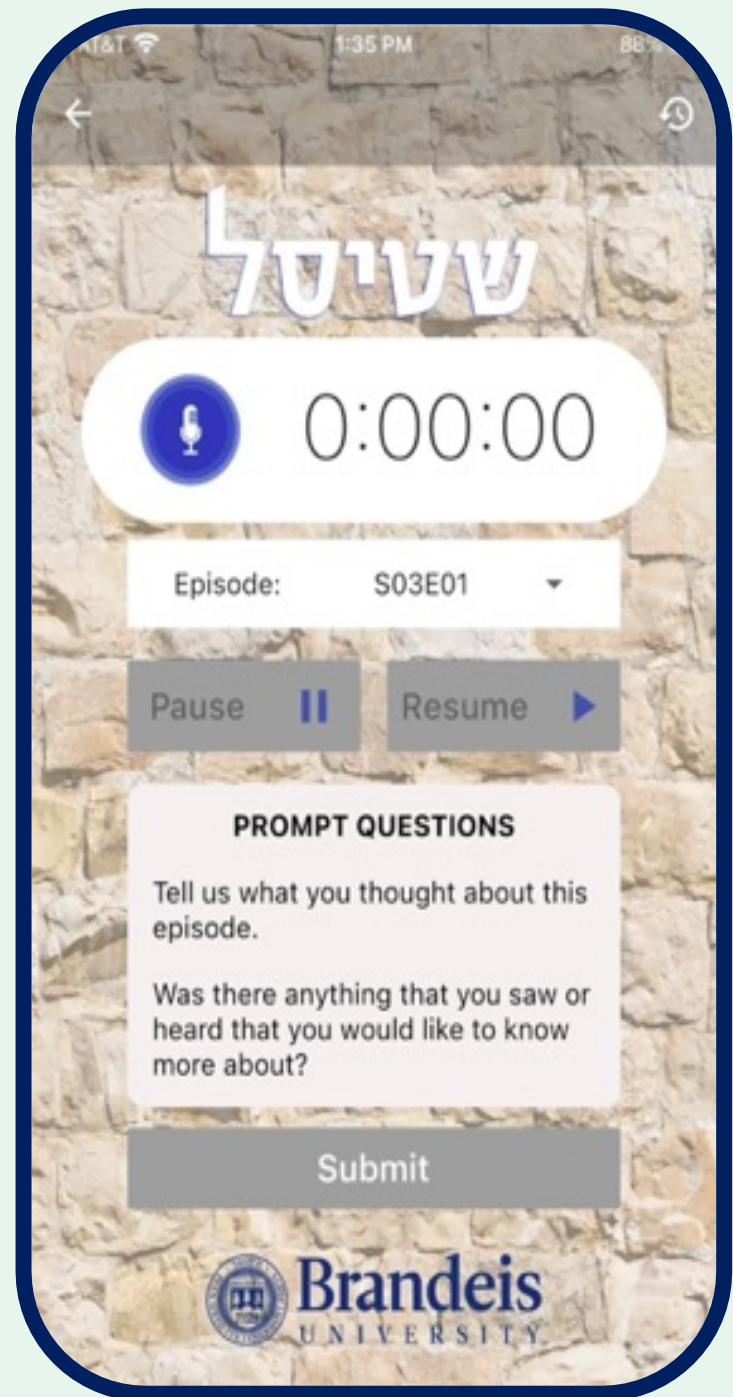 AT&T 1:35 PM 88%
שטיסל
0:00:00
Episode: S03E01
Pause Resume
PROMPT QUESTIONS
Tell us what you thought about this
episode.
Was there anything that you saw or
heard that you would like to know
more about?
Submit
Brandeis
UNIVERSITY